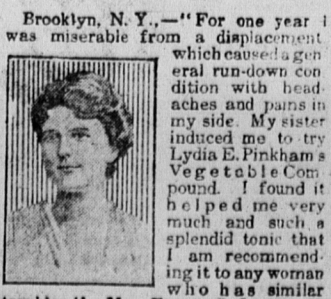 Brooklyn, N. Y.,—"For one year i
was miserable from a displacement
which caused a gen
eral run-down con
dition with head
aches and pains in
my side. My sister
induced me to try
Lydia E. Pinkham's
Vegetable Com
pound. I found it
helped me very
much and such a
splendid tonic that
I am recommend
ing it to any woman
who has similar